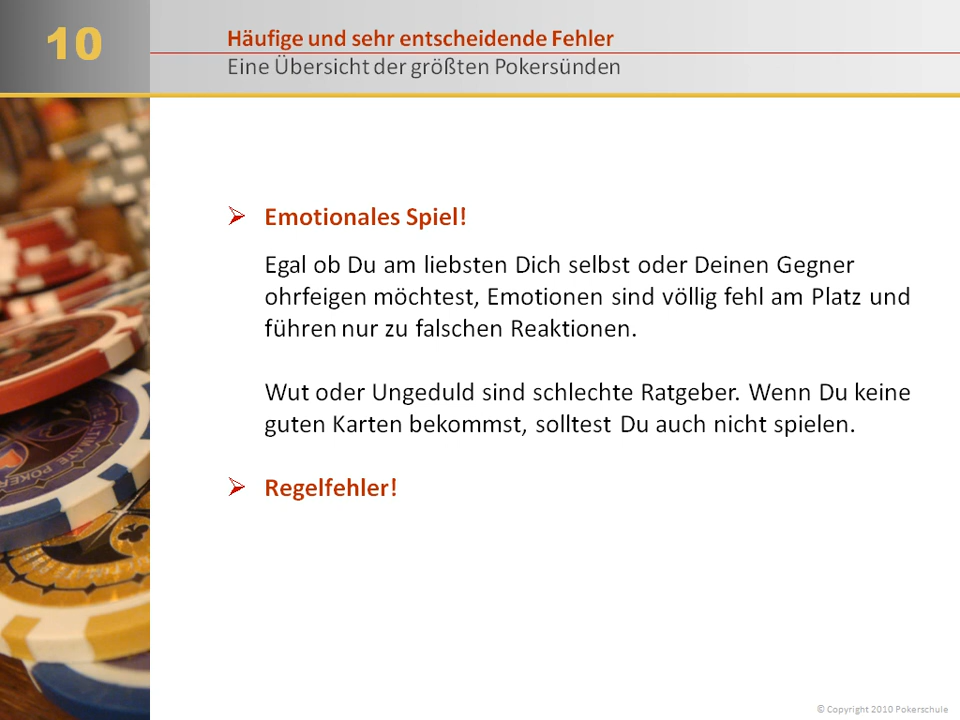 10
Häufige und sehr entscheidende Fehler
Eine Übersicht der größten Pokersünden
Emotionales Spiel!
Egal ob Du am liebsten Dich selbst oder Deinen Gegner
ohrfeigen möchtest, Emotionen sind völlig fehl am Platz und
führen nur zu falschen Reaktionen.
Wut oder Ungeduld sind schlechte Ratgeber. Wenn Du keine
guten Karten bekommst, solltest Du auch nicht spielen.
Regelfehler!
ULTIMATE POKER
© Copyright 2010 Pokerschule